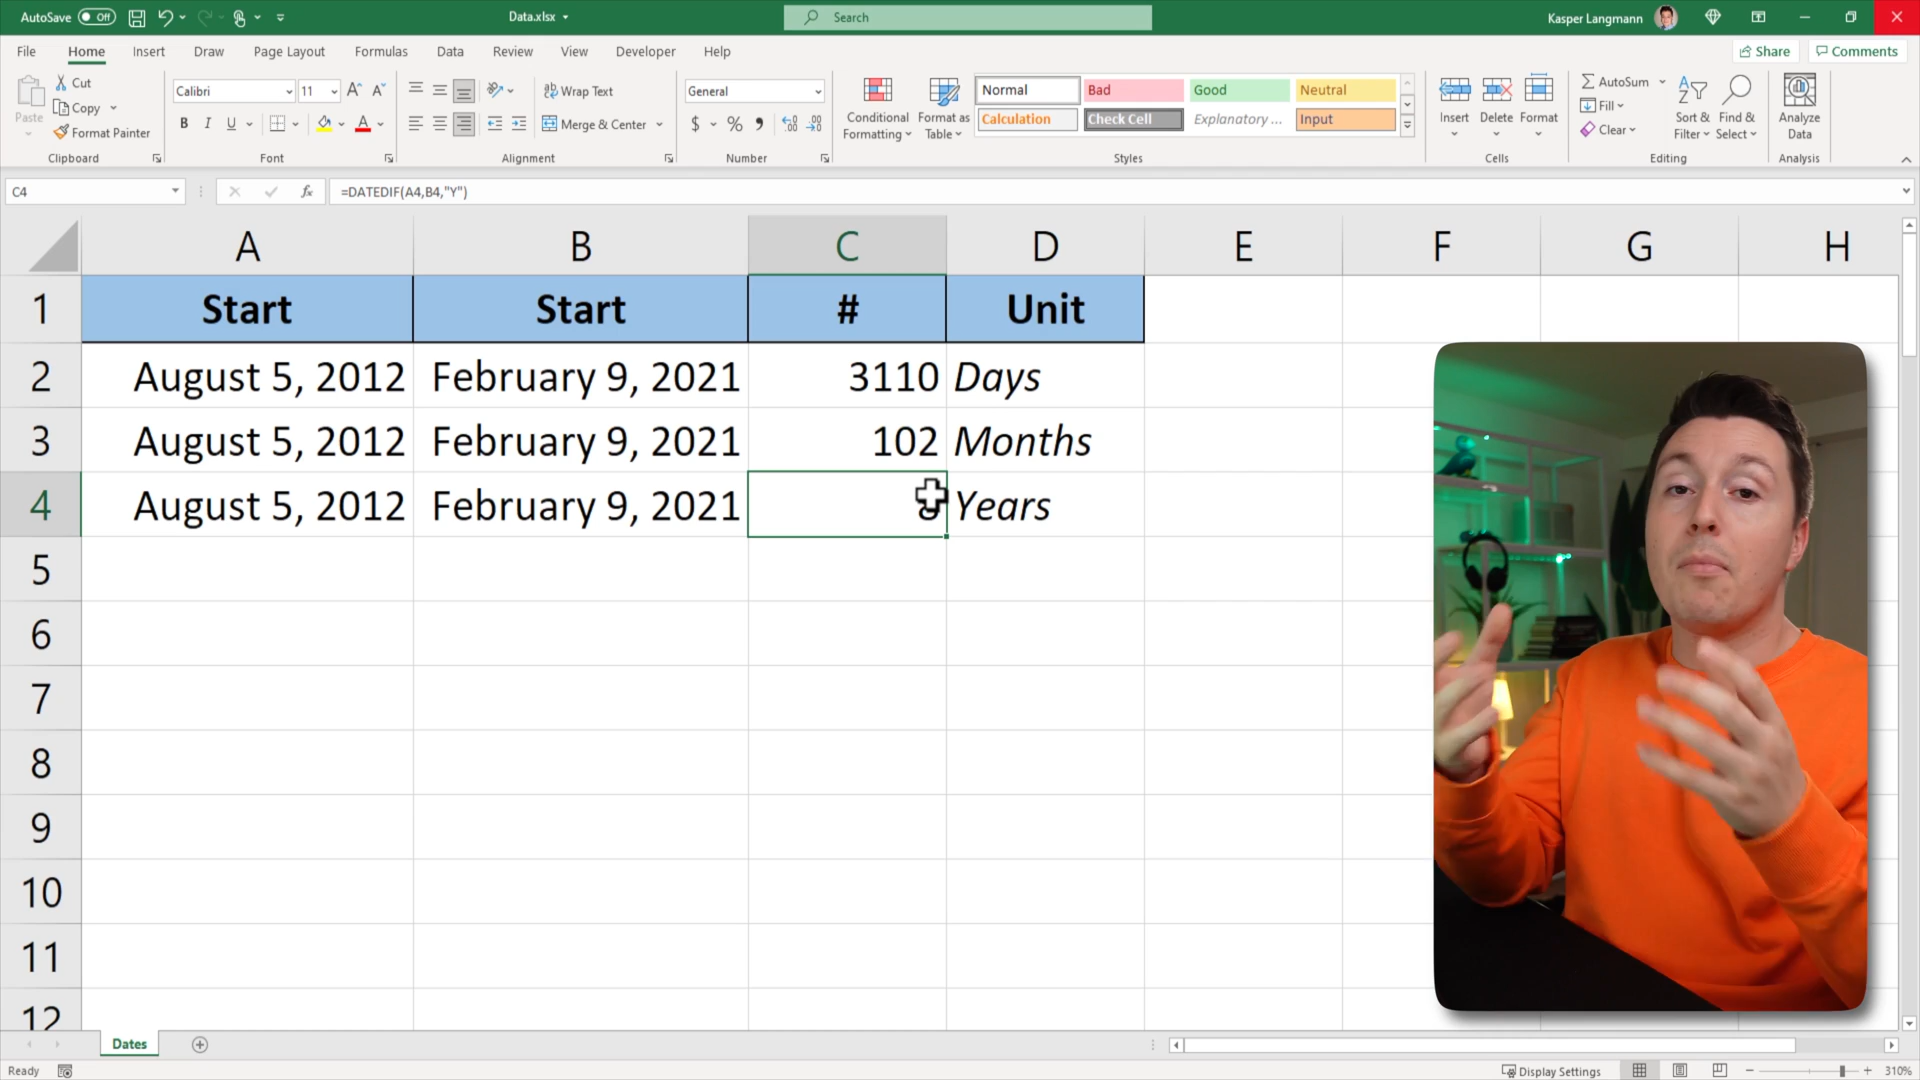 AutoSave Off
Data.xlsx
Search
Kasper Langmann
File Home Insert Draw Page Layout Formulas Data Review View Developer Help
Share Comments
Paste
Cut
Copy
Format Painter
Clipboard
Calibri 11
B I U
Font
Wrap Text
Merge & Center
Alignment
General
$ % 9
Number
Conditional Formatting
Format as Table
Normal Bad Good Neutral
Calculation Check Cell Explanatory ... Input
Styles
Insert Delete Format
Cells
AutoSum
Fill
Clear
Sort & Filter
Find & Select
Editing
Analyze Data
Analysis
C4 fx =DATEDIF(A4,B4,"Y")
A B C D E F G H
1 Start Start # Unit
2 August 5, 2012 February 9, 2021 3110 Days
3 August 5, 2012 February 9, 2021 102 Months
4 August 5, 2012 February 9, 2021 Years
5
6
7
8
9
10
11
12
Dates
Ready
Display Settings
310%